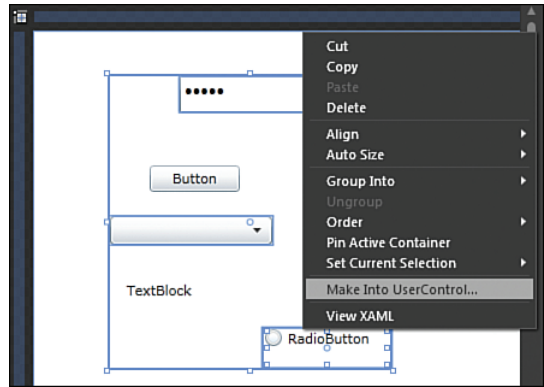 Cut
Copy
Paste
Delete
Align
Auto Size
Group Into
Ungroup
Order
Pin Active Container
Set Current Selection
Make Into UserControl...
View XAML
•••••
Button
TextBlock
RadioButton